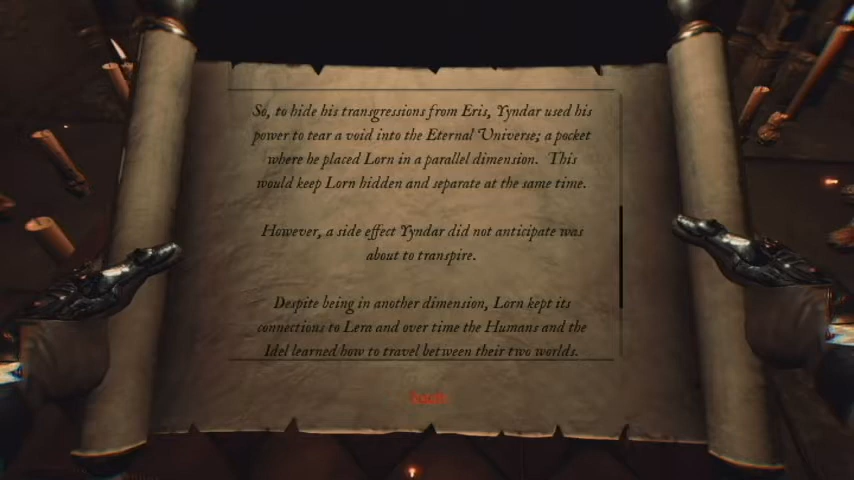 So, to hide his transgressions from Eris, Yyndar used his
power to tear a void into the Eternal Universe; a pocket
where he placed Lorn in a parallel dimension. This
would keep Lorn hidden and separate at the same time.
However, a side effect Yyndar did not anticipate was
about to transpire.
Despite being in another dimension, Lorn kept its
connections to Lera and over time the Humans and the
Idel learned how to travel between their two worlds.